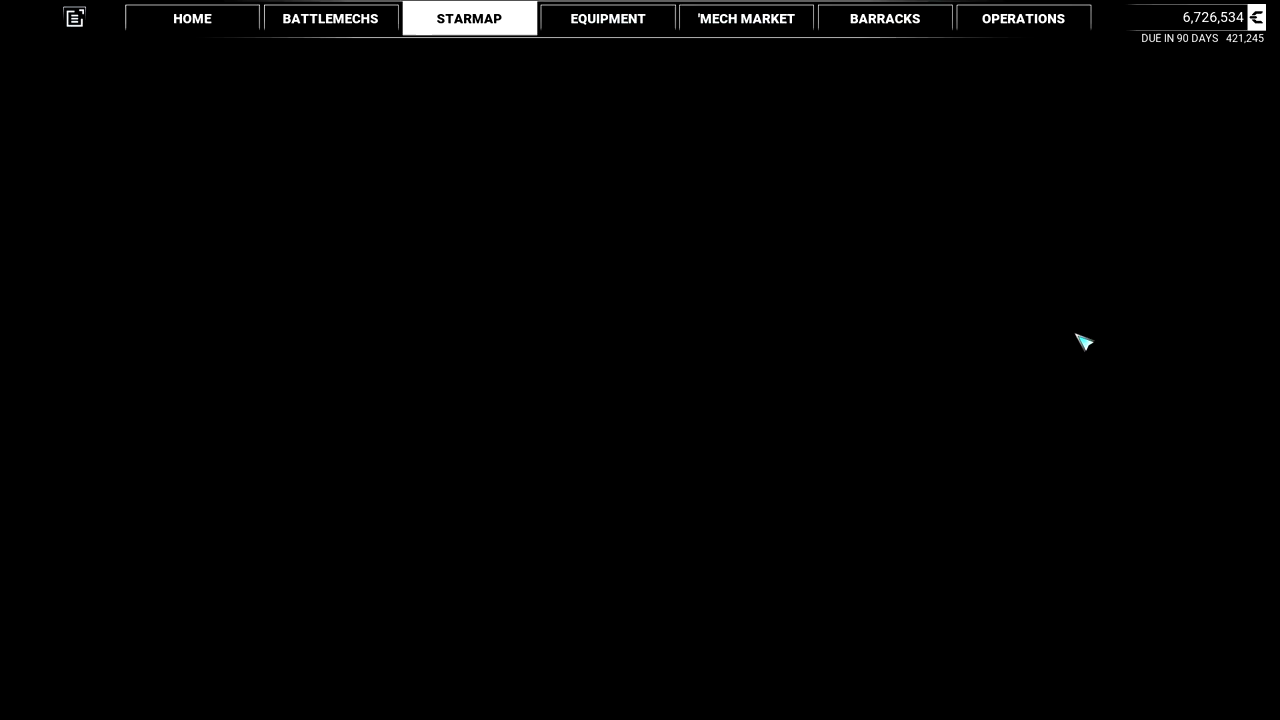 HOME
BATTLEMECHS
STARMAP
EQUIPMENT
'MECH MARKET
BARRACKS
OPERATIONS
6,726,534
DUE IN 90 DAYS 421,245